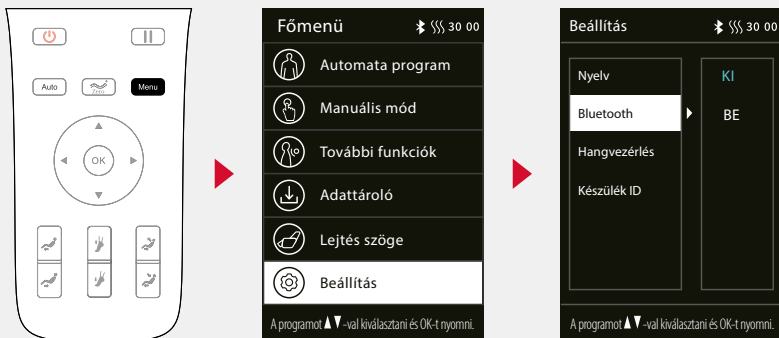 Auto
Zero
Menu
OK
Főmenü 30 00
Automata program
Manuális mód
További funkciók
Adattároló
Lejtés szöge
Beállítás
A programot ▲▼-val kiválasztani és OK-t nyomni.
Beállítás 30 00
Nyelv
Bluetooth
Hangvezérlés
Készülék ID
KI
BE
A programot ▲▼-val kiválasztani és OK-t nyomni.